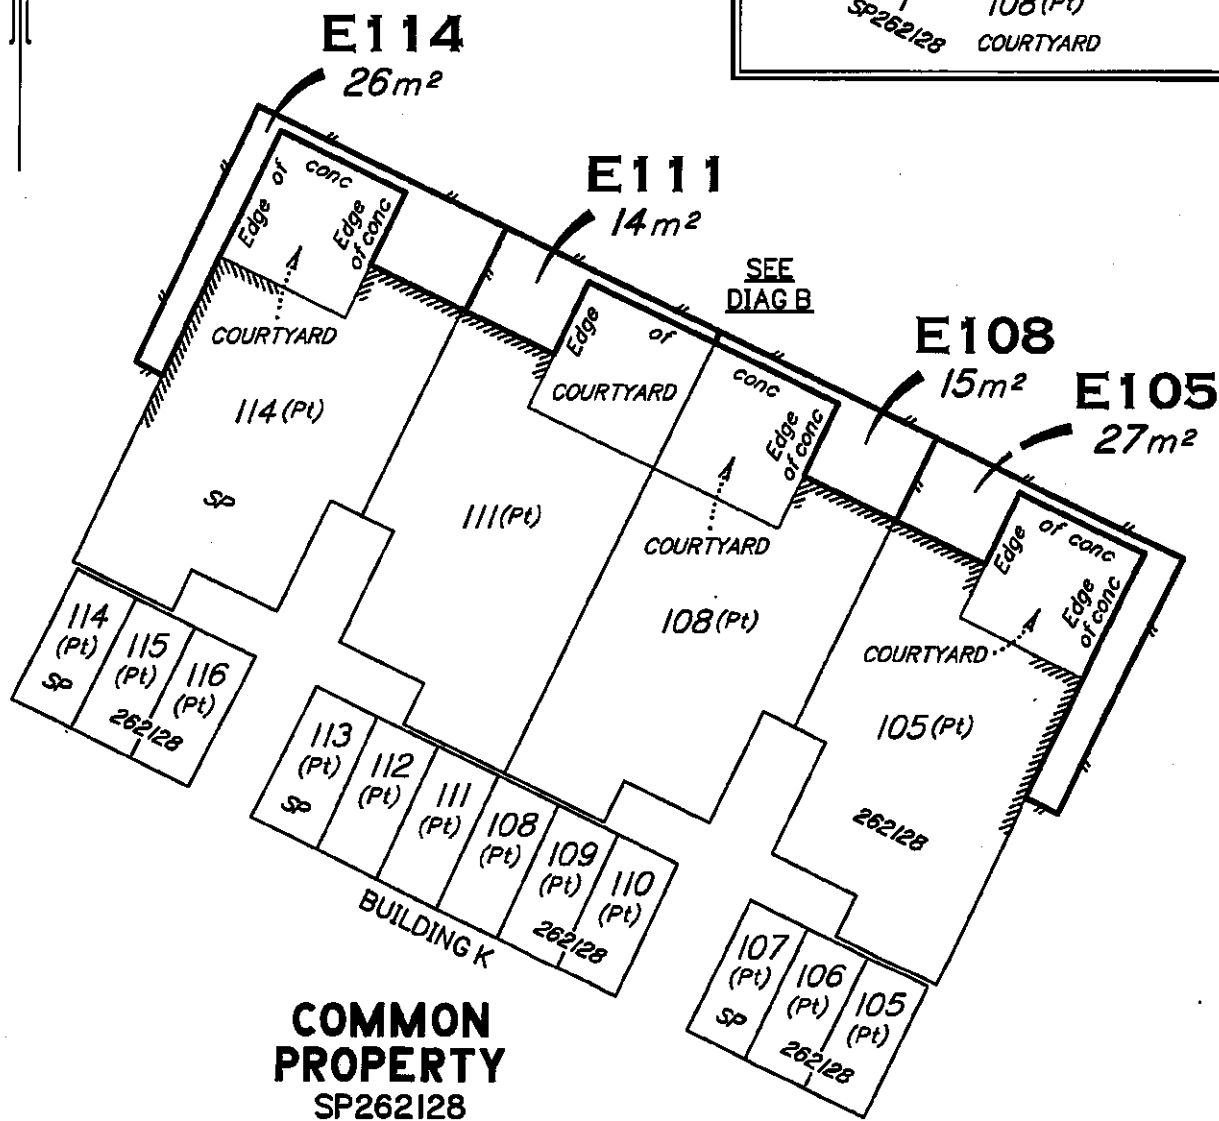 108(Pt)
SP262128
COURTYARD
E114
26m²
E111
14m²
SEE
DIAG B
E108
15m²
E105
27m²
Edge
of
conc
Edge
of conc
COURTYARD
114(Pt)
SP
Edge
of
conc
COURTYARD
Edge
of conc
COURTYARD
111(Pt)
108(Pt)
Edge
of conc
Edge
of conc
COURTYARD
105(Pt)
262128
114
(Pt)
SP
115
(Pt)
116
(Pt)
262128
113
(Pt)
SP
112
(Pt)
111
(Pt)
108
(Pt)
109
(Pt)
110
(Pt)
262128
BUILDING K
107
(Pt)
SP
106
(Pt)
105
(Pt)
262128
COMMON
PROPERTY
SP262128